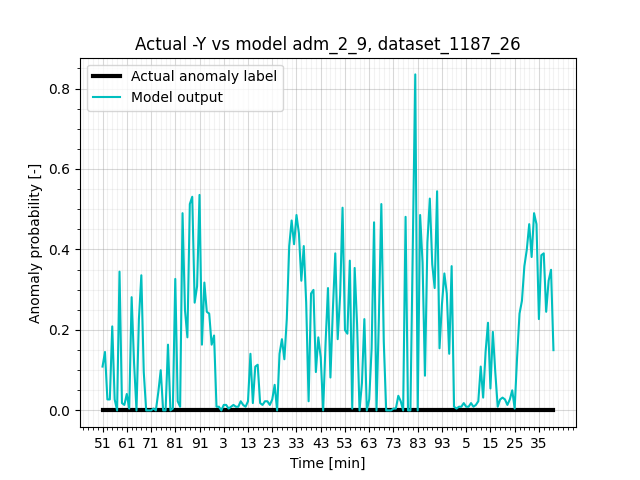 Actual -Y vs model adm_2_9, dataset_1187_26
Actual anomaly label
Model output
Anomaly probability [-]
0.8
0.6
0.4
0.2
0.0
51 61 71 81 91 3 13 23 33 43 53 63 73 83 93 5 15 25 35
Time [min]